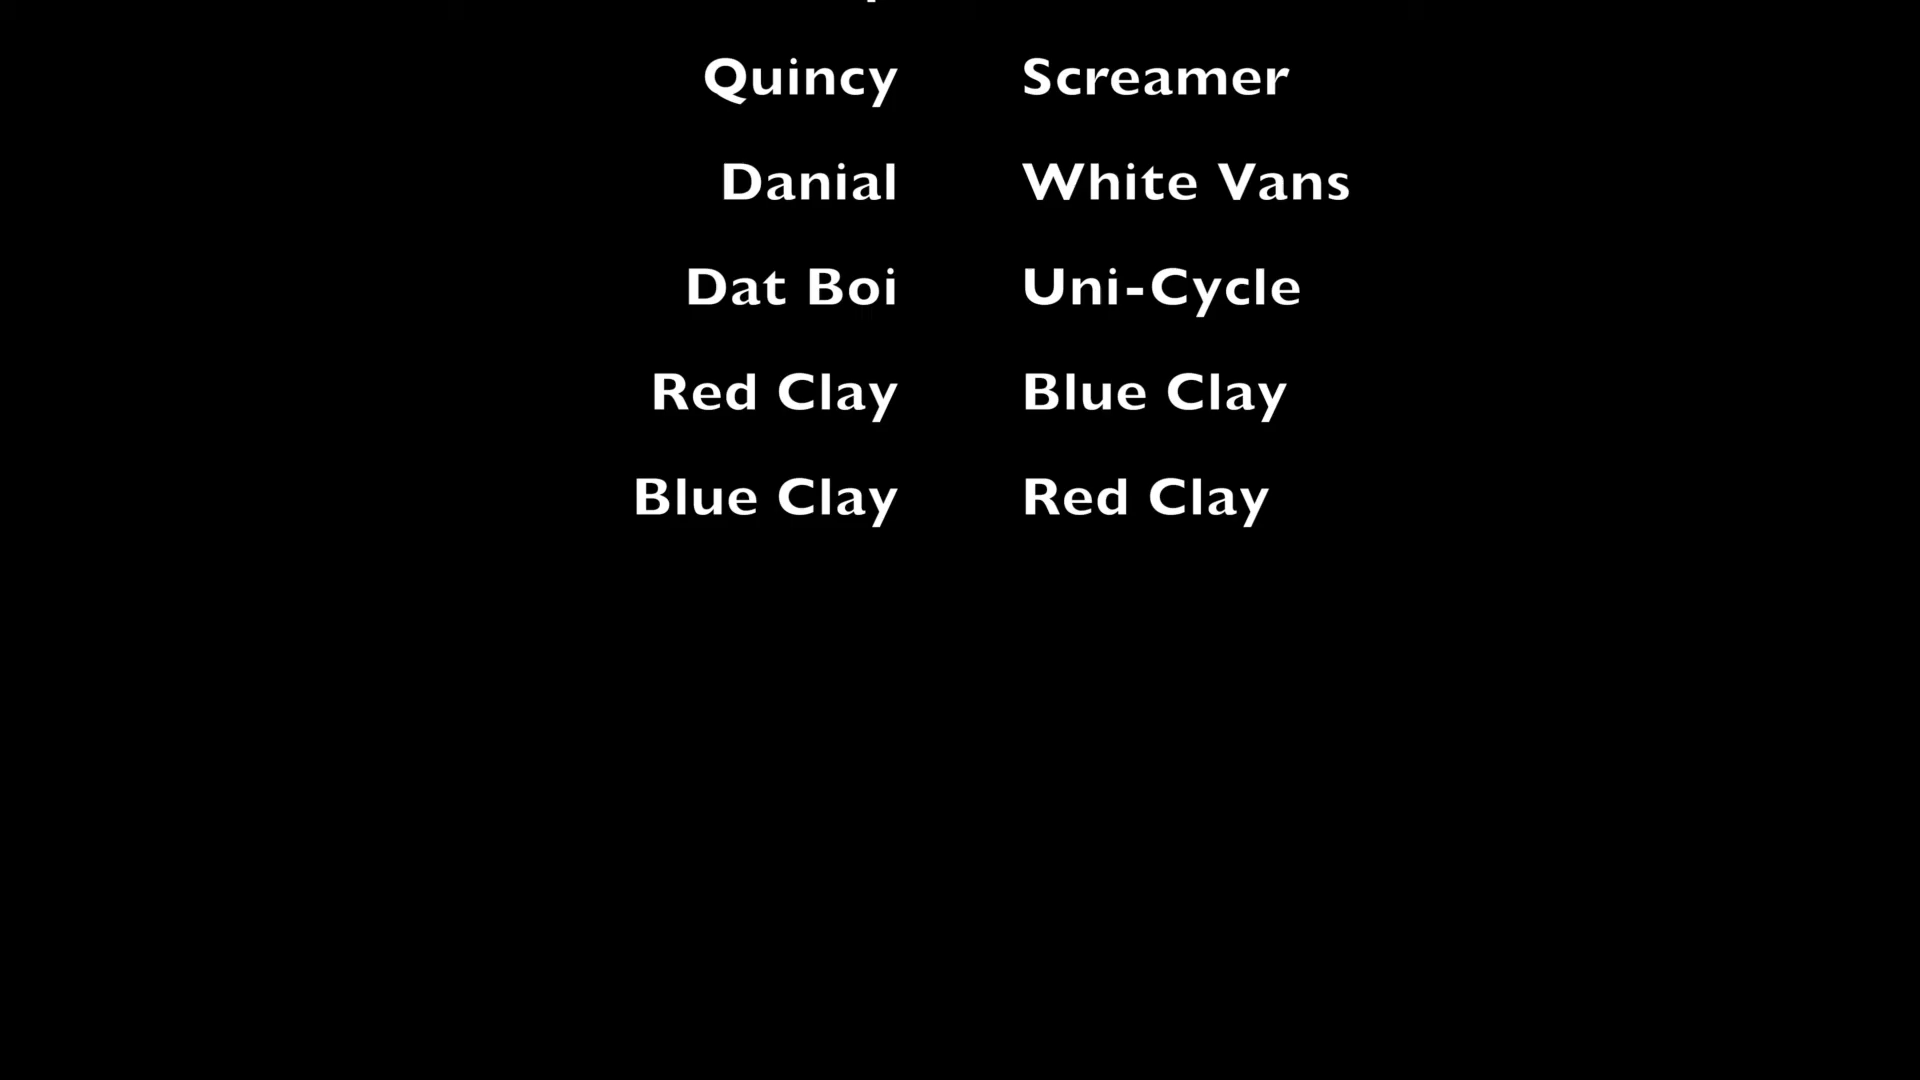 Quincy Screamer
Danial White Vans
Dat Boi Uni-Cycle
Red Clay Blue Clay
Blue Clay Red Clay